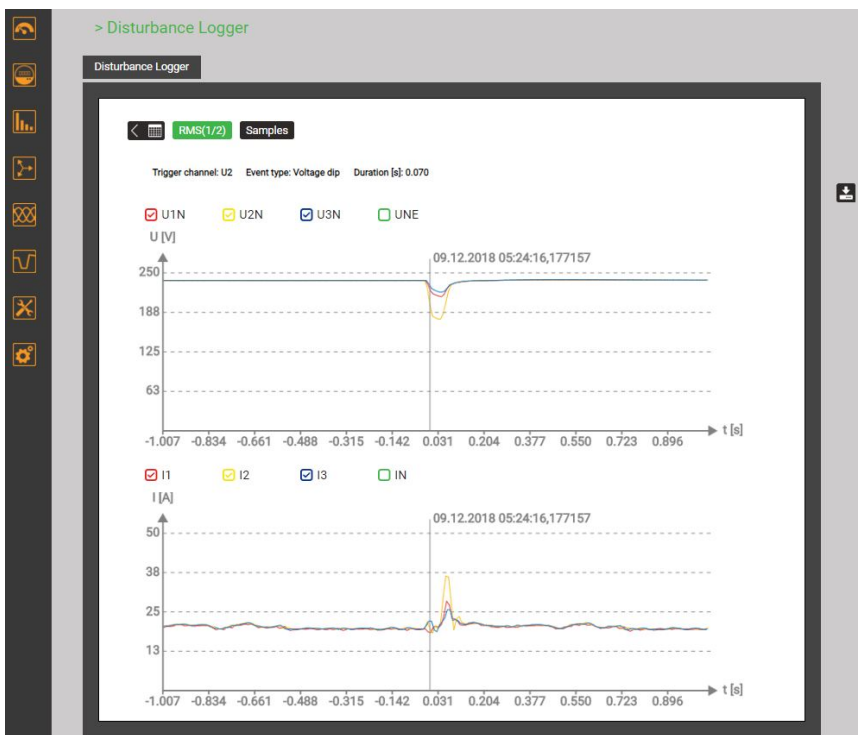 > Disturbance Logger
Disturbance Logger
RMS(1/2) Samples
Trigger channel: U2 Event type: Voltage dip Duration [s]: 0.070
U1N U2N U3N UNE
U [V]
09.12.2018 05:24:16,177157
250
188
125
63
t [s]
-1.007 -0.834 -0.661 -0.488 -0.315 -0.142 0.031 0.204 0.377 0.550 0.723 0.896
I1 I2 I3 IN
I [A]
09.12.2018 05:24:16,177157
50
38
25
13
t [s]
-1.007 -0.834 -0.661 -0.488 -0.315 -0.142 0.031 0.204 0.377 0.550 0.723 0.896